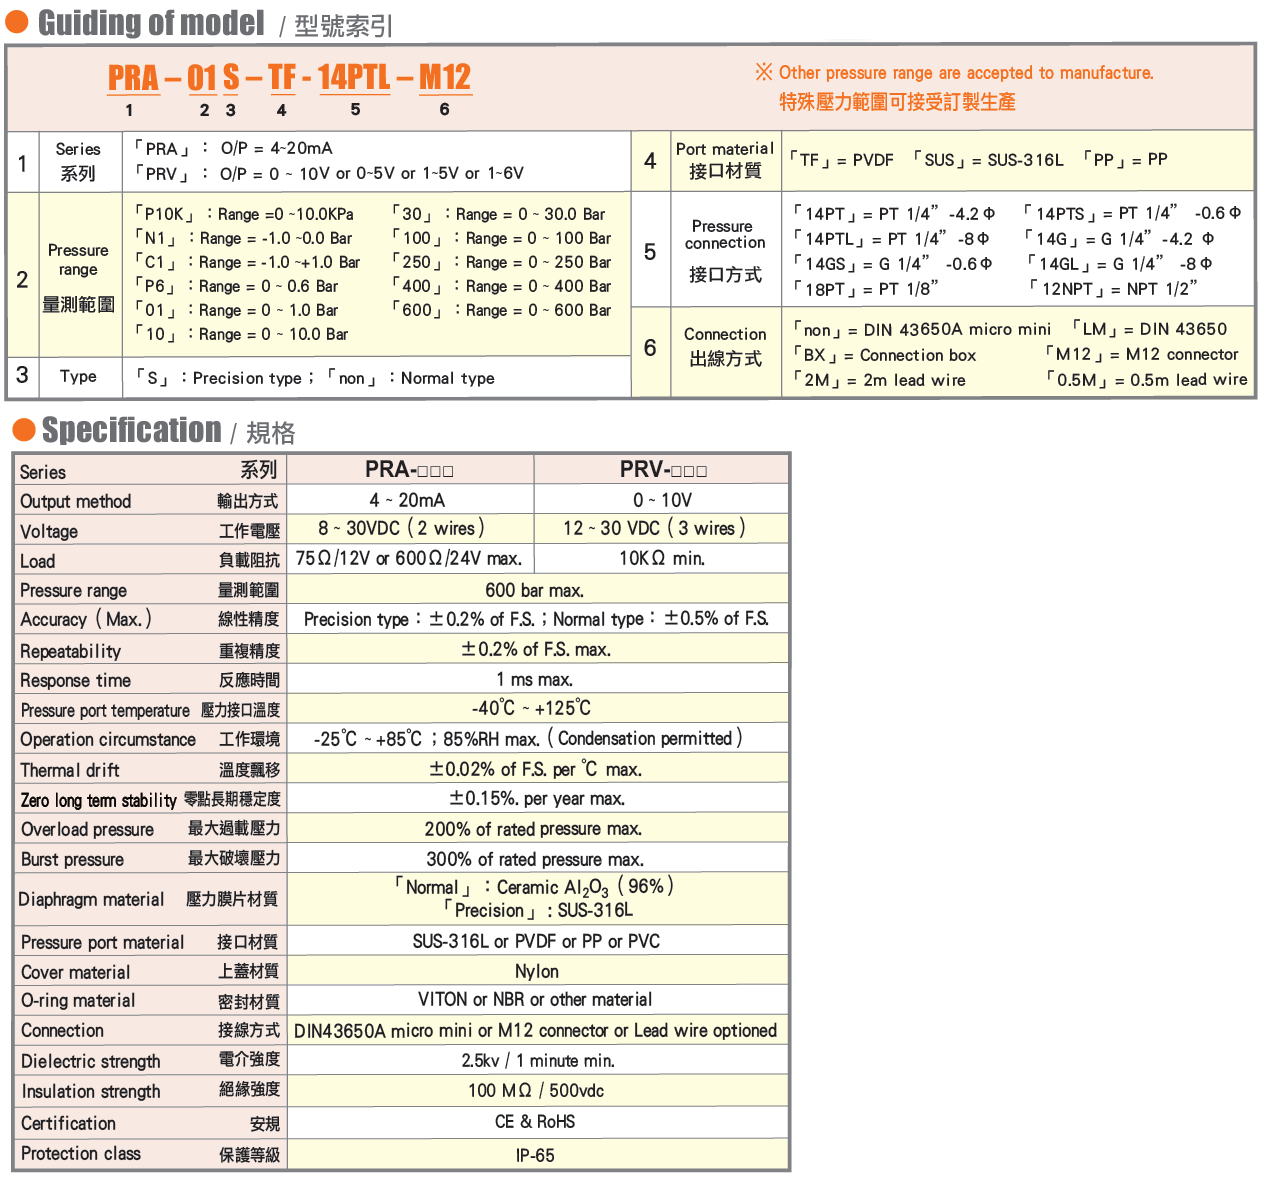 Guiding of model / 型號索引
PRA – 01 S – TF - 14PTL – M12
1 2 3 4 5 6
※ Other pressure range are accepted to manufacture.
特殊壓力範圍可接受訂製生產
1 Series 系列
「PRA」： O/P = 4~20mA
「PRV」： O/P = 0 ~ 10V or 0~5V or 1~5V or 1~6V
2 Pressure range 量測範圍
「P10K」：Range =0 ~10.0KPa 「30」：Range = 0 ~ 30.0 Bar
「N1」：Range = -1.0 ~0.0 Bar 「100」：Range = 0 ~ 100 Bar
「C1」：Range = -1.0 ~+1.0 Bar 「250」：Range = 0 ~ 250 Bar
「P6」：Range = 0 ~ 0.6 Bar 「400」：Range = 0 ~ 400 Bar
「01」：Range = 0 ~ 1.0 Bar 「600」：Range = 0 ~ 600 Bar
「10」：Range = 0 ~ 10.0 Bar
3 Type 「S」：Precision type；「non」：Normal type
4 Port material 接口材質
「TF」= PVDF 「SUS」= SUS-316L 「PP」= PP
5 Pressure connection 接口方式
「14PT」= PT 1/4” -4.2Φ 「14PTS」= PT 1/4” -0.6Φ
「14PTL」= PT 1/4” -8Φ 「14G」= G 1/4” -4.2 Φ
「14GS」= G 1/4” -0.6Φ 「14GL」= G 1/4” -8Φ
「18PT」= PT 1/8” 「12NPT」= NPT 1/2”
6 Connection 出線方式
「non」= DIN 43650A micro mini 「LM」= DIN 43650
「BX」= Connection box 「M12」= M12 connector
「2M」= 2m lead wire 「0.5M」= 0.5m lead wire
Specification / 規格
Series 系列 PRA-□□□ PRV-□□□
Output method 輸出方式 4 ~ 20mA 0 ~ 10V
Voltage 工作電壓 8 ~ 30VDC（2 wires） 12 ~ 30 VDC（3 wires）
Load 負載阻抗 75Ω/12V or 600Ω/24V max. 10KΩ min.
Pressure range 量測範圍 600 bar max.
Accuracy（Max.） 線性精度 Precision type：±0.2% of F.S.；Normal type：±0.5% of F.S.
Repeatability 重複精度 ±0.2% of F.S. max.
Response time 反應時間 1 ms max.
Pressure port temperature 壓力接口溫度 -40℃ ~ +125℃
Operation circumstance 工作環境 -25℃ ~ +85℃ ；85%RH max.（Condensation permitted）
Thermal drift 溫度飄移 ±0.02% of F.S. per ℃ max.
Zero long term stability 零點長期穩定度 ±0.15%. per year max.
Overload pressure 最大過載壓力 200% of rated pressure max.
Burst pressure 最大破壞壓力 300% of rated pressure max.
Diaphragm material 壓力膜片材質 「Normal」：Ceramic Al2O3（96%）
「Precision」: SUS-316L
Pressure port material 接口材質 SUS-316L or PVDF or PP or PVC
Cover material 上蓋材質 Nylon
O-ring material 密封材質 VITON or NBR or other material
Connection 接線方式 DIN43650A micro mini or M12 connector or Lead wire optioned
Dielectric strength 電介強度 2.5kv / 1 minute min.
Insulation strength 絕緣強度 100 MΩ / 500vdc
Certification 安規 CE & RoHS
Protection class 保護等級 IP-65